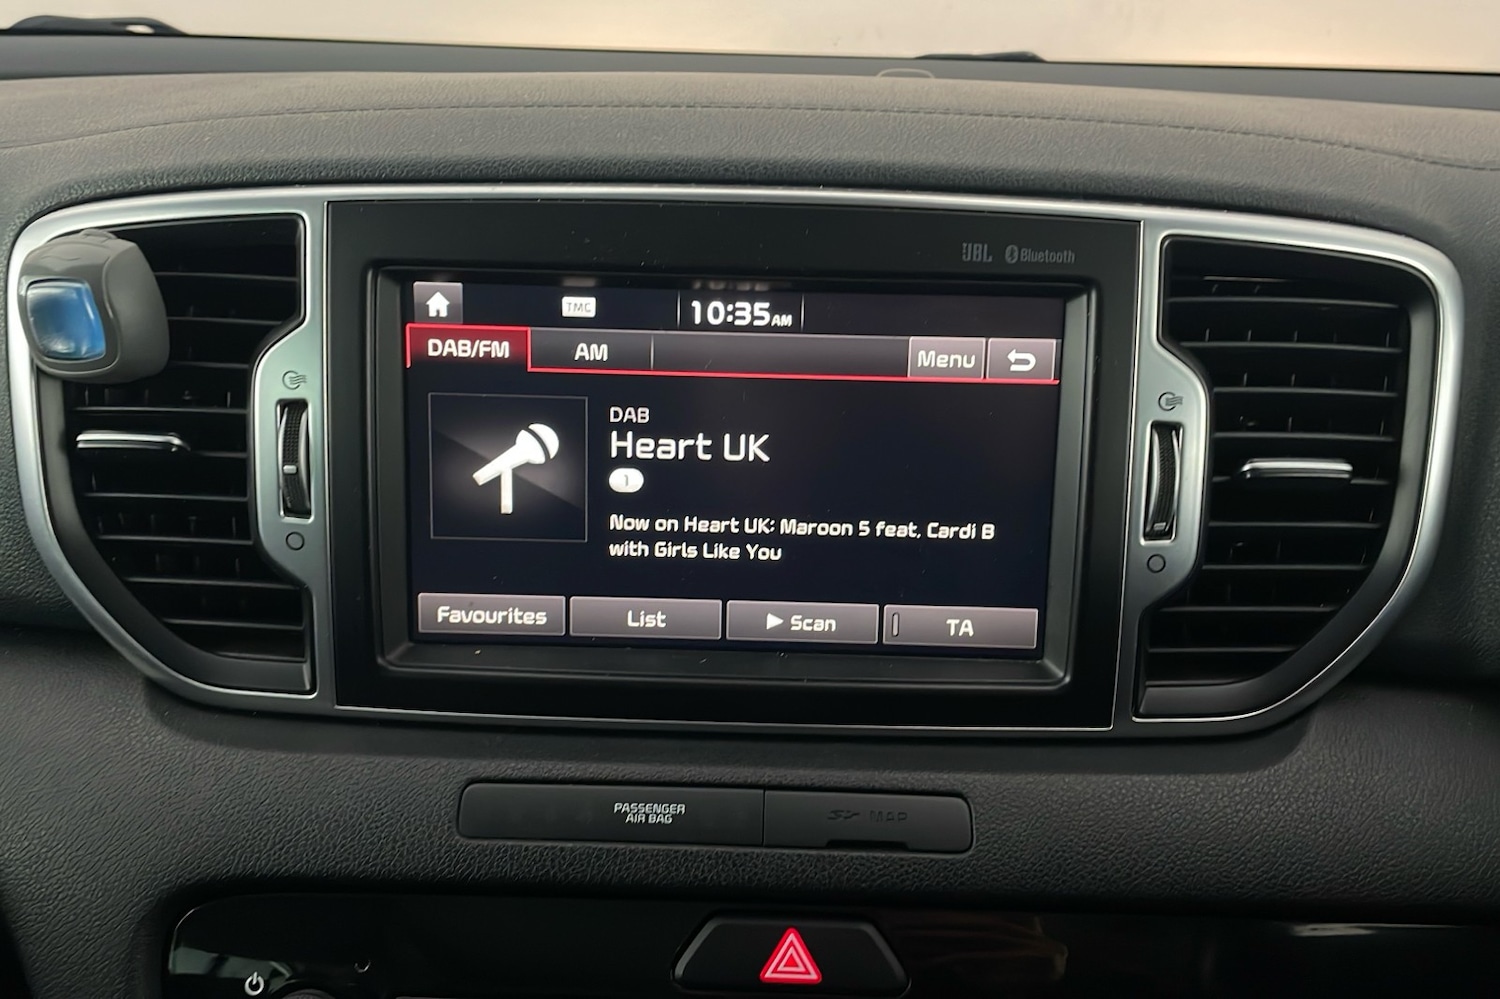 JBL Bluetooth
TMC
10:35AM
DAB/FM
AM
Menu
DAB
Heart UK
1
Now on Heart UK: Maroon 5 feat. Cardi B
with Girls Like You
Favourites
List
Scan
TA
PASSENGER
AIR BAG
MAP